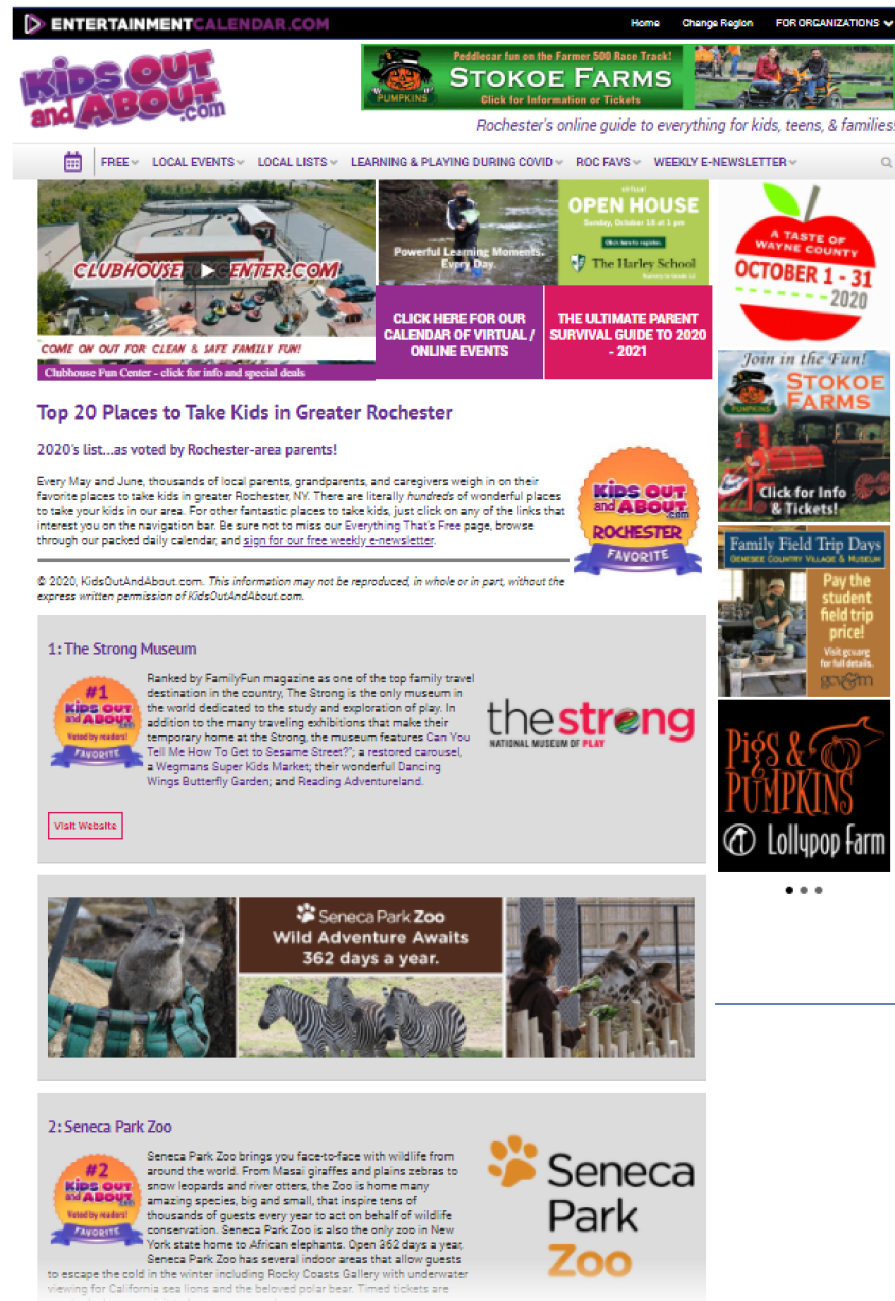 ENTERTAINMENTCALENDAR.COM
Home Change Region FOR ORGANIZATIONS
KIDS OUT
and ABOUT
.com
Peddlecar fun on the Farmer 500 Race Track!
STOKOE FARMS
Click for Information or Tickets
PUMPKINS
Rochester's online guide to everything for kids, teens, & families!
FREE LOCAL EVENTS LOCAL LISTS LEARNING & PLAYING DURING COVID ROC FAVS WEEKLY E-NEWSLETTER
CLUBHOUSEFUNCENTER.COM
COME ON OUT FOR CLEAN & SAFE FAMILY FUN!
Clubhouse Fun Center - click for info and special deals
Powerful Learning Moments.
Every Day.
virtual
OPEN HOUSE
Sunday, October 18 at 1 pm
Click here to register.
The Harley School
Nursery to Grade 12
CLICK HERE FOR OUR
CALENDAR OF VIRTUAL /
ONLINE EVENTS
THE ULTIMATE PARENT
SURVIVAL GUIDE TO 2020
- 2021
A TASTE OF
WAYNE COUNTY
OCTOBER 1 - 31
2020
Join in the Fun!
STOKOE
FARMS
PUMPKINS
Click for Info
& Tickets!
Family Field Trip Days
GENESEE COUNTRY VILLAGE & MUSEUM
Pay the
student
field trip
price!
Visit gcv.org
for full details.
gcv&m
Pigs &
PUMPKINS
Lollypop Farm
Top 20 Places to Take Kids in Greater Rochester
2020's list...as voted by Rochester-area parents!
Every May and June, thousands of local parents, grandparents, and caregivers weigh in on their
favorite places to take kids in greater Rochester, NY. There are literally hundreds of wonderful places
to take your kids in our area. For other fantastic places to take kids, just click on any of the links that
interest you on the navigation bar. Be sure not to miss our Everything That's Free page, browse
through our packed daily calendar, and sign for our free weekly e-newsletter.
KIDS OUT
and ABOUT
.com
ROCHESTER
FAVORITE
© 2020, KidsOutAndAbout.com. This information may not be reproduced, in whole or in part, without the
express written permission of KidsOutAndAbout.com.
1: The Strong Museum
#1
KIDS OUT
and ABOUT
.com
Voted by readers!
FAVORITE
Ranked by FamilyFun magazine as one of the top family travel
destination in the country, The Strong is the only museum in
the world dedicated to the study and exploration of play. In
addition to the many traveling exhibitions that make their
temporary home at the Strong, the museum features Can You
Tell Me How To Get to Sesame Street?"; a restored carousel,
a Wegmans Super Kids Market; their wonderful Dancing
Wings Butterfly Garden; and Reading Adventureland.
the strong
NATIONAL MUSEUM OF PLAY
Visit Website
Seneca Park Zoo
Wild Adventure Awaits
362 days a year.
2: Seneca Park Zoo
#2
KIDS OUT
and ABOUT
.com
Voted by readers!
FAVORITE
Seneca Park Zoo brings you face-to-face with wildlife from
around the world. From Masai giraffes and plains zebras to
snow leopards and river otters, the Zoo is home many
amazing species, big and small, that inspire tens of
thousands of guests every year to act on behalf of wildlife
conservation. Seneca Park Zoo is also the only zoo in New
York state home to African elephants. Open 362 days a year,
Seneca Park Zoo has several indoor areas that allow guests
to escape the cold in the winter including Rocky Coasts Gallery with underwater
viewing for California sea lions and the beloved polar bear. Timed tickets are
Seneca
Park
Zoo